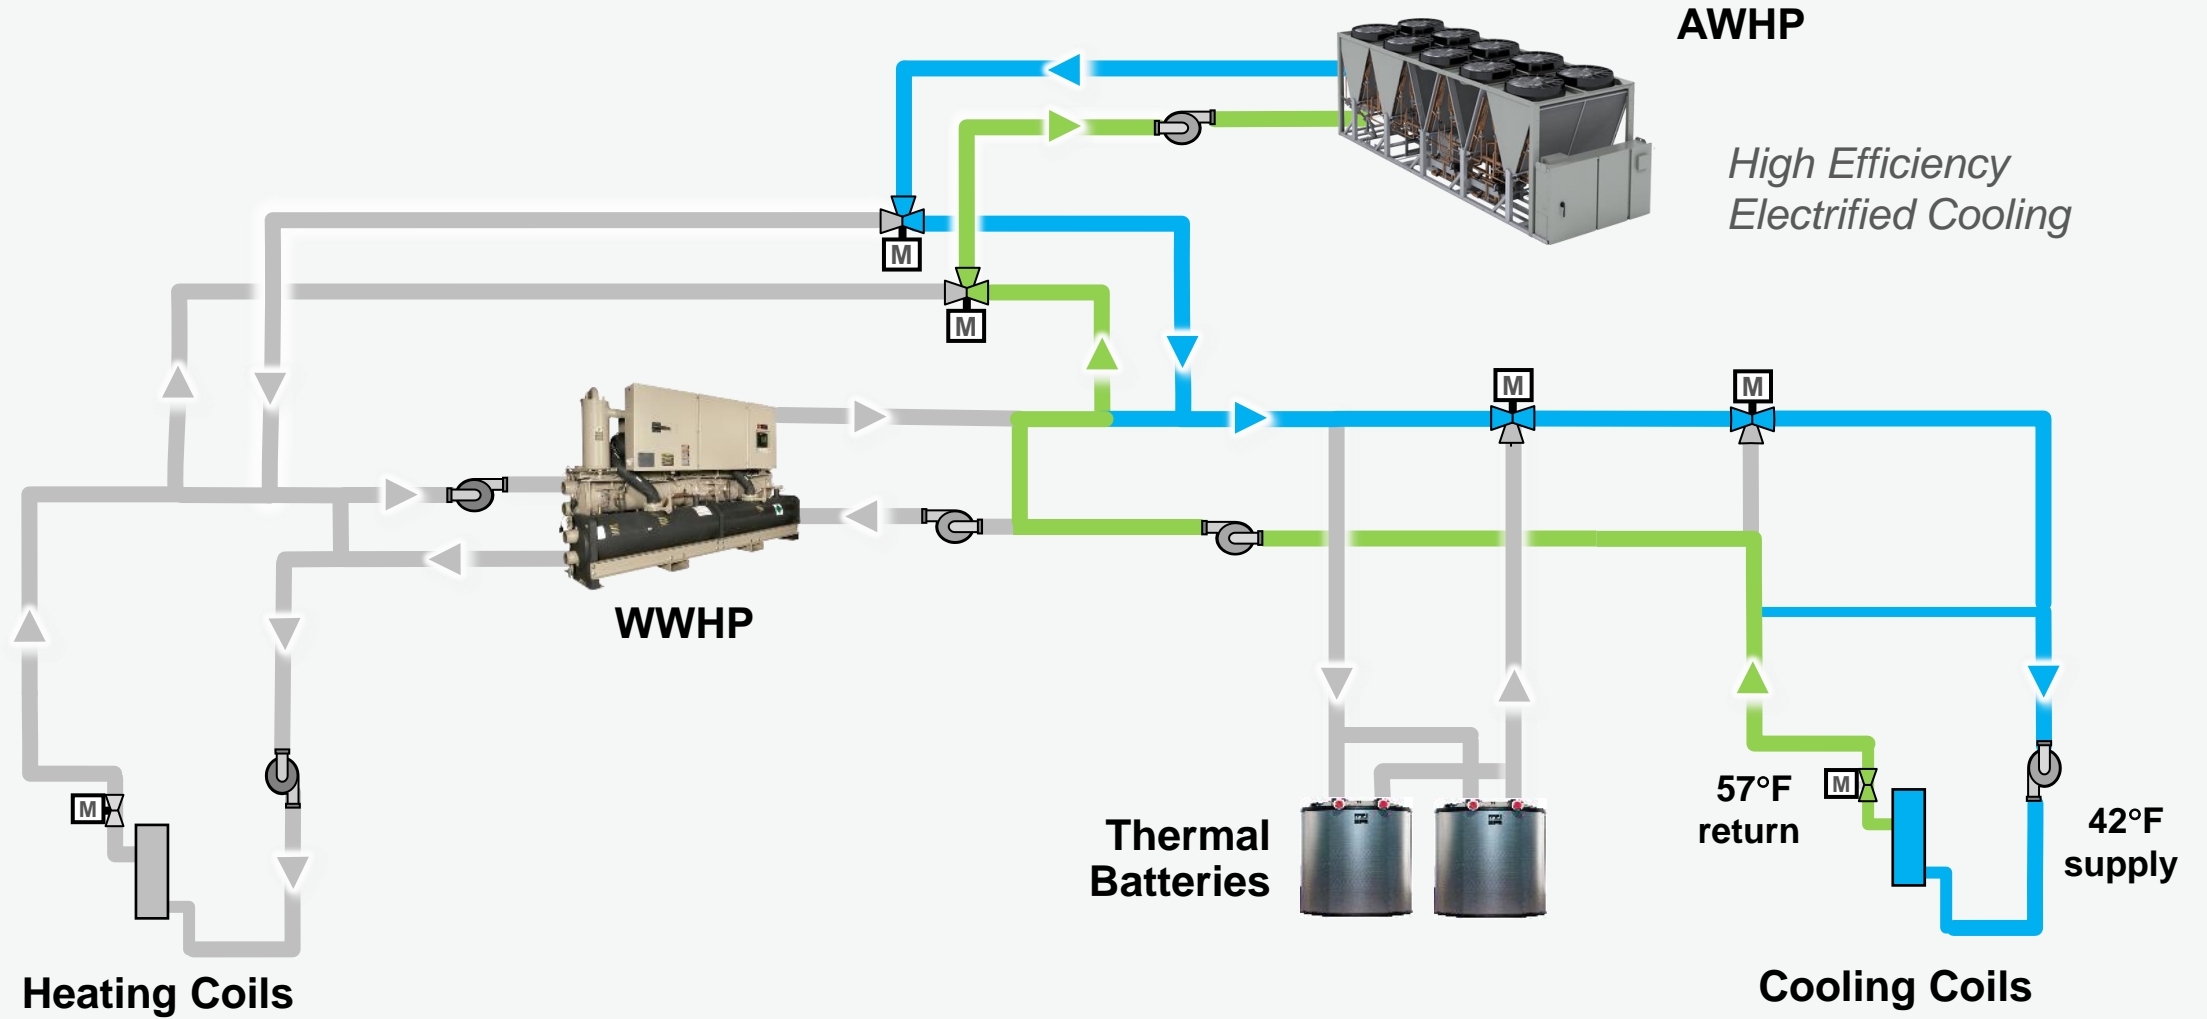 AWHP
High Efficiency
Electrified Cooling
M
M
M
M
WWHP
57°F
return
M
42°F
supply
M
Thermal
Batteries
Heating Coils
Cooling Coils